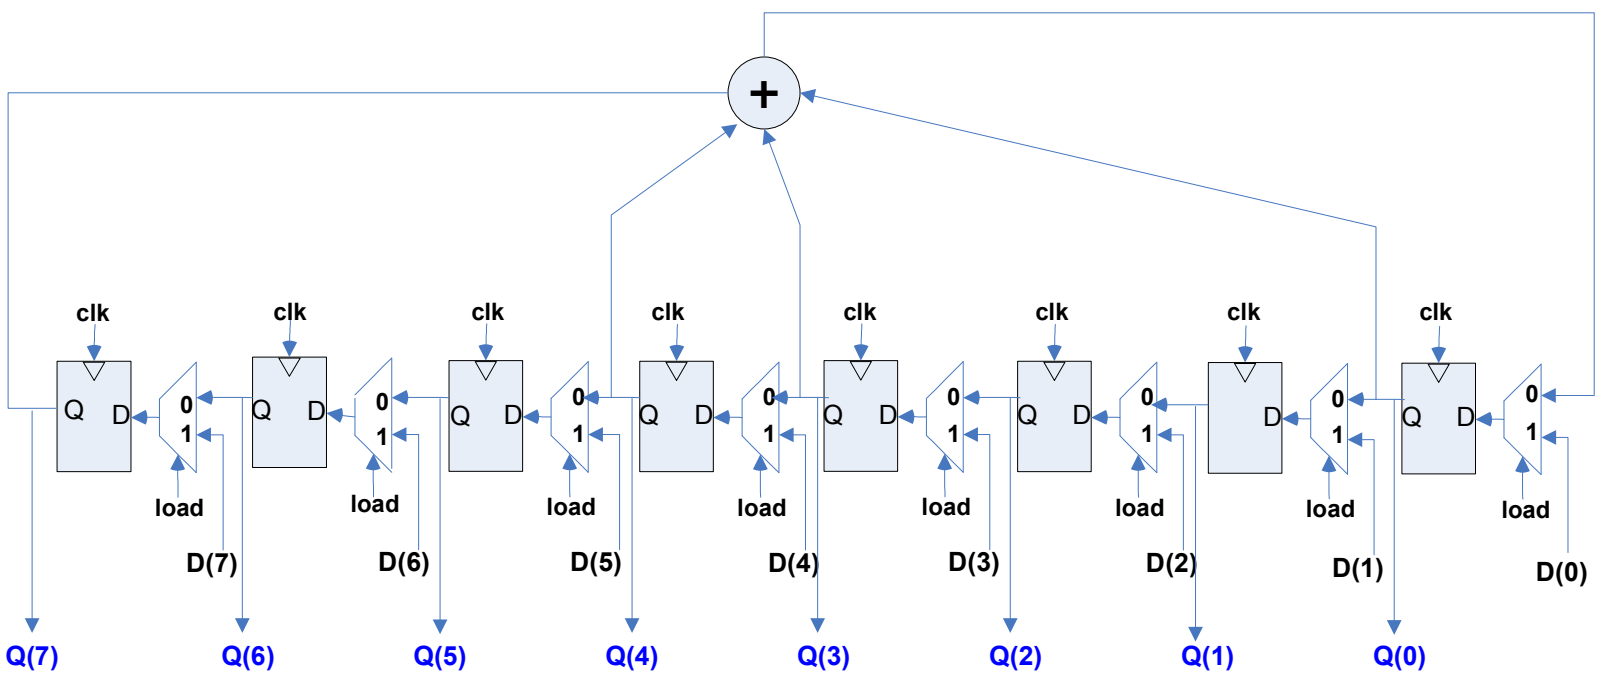 +
clk clk clk clk clk clk clk clk
Q D 0 Q D 0 Q D 0 Q D 0 Q D 0 Q D 0 D 0 Q D 0
1 1 1 1 1 1 1 1
load load load load load load load load
D(7) D(6) D(5) D(4) D(3) D(2) D(1) D(0)
Q(7) Q(6) Q(5) Q(4) Q(3) Q(2) Q(1) Q(0)